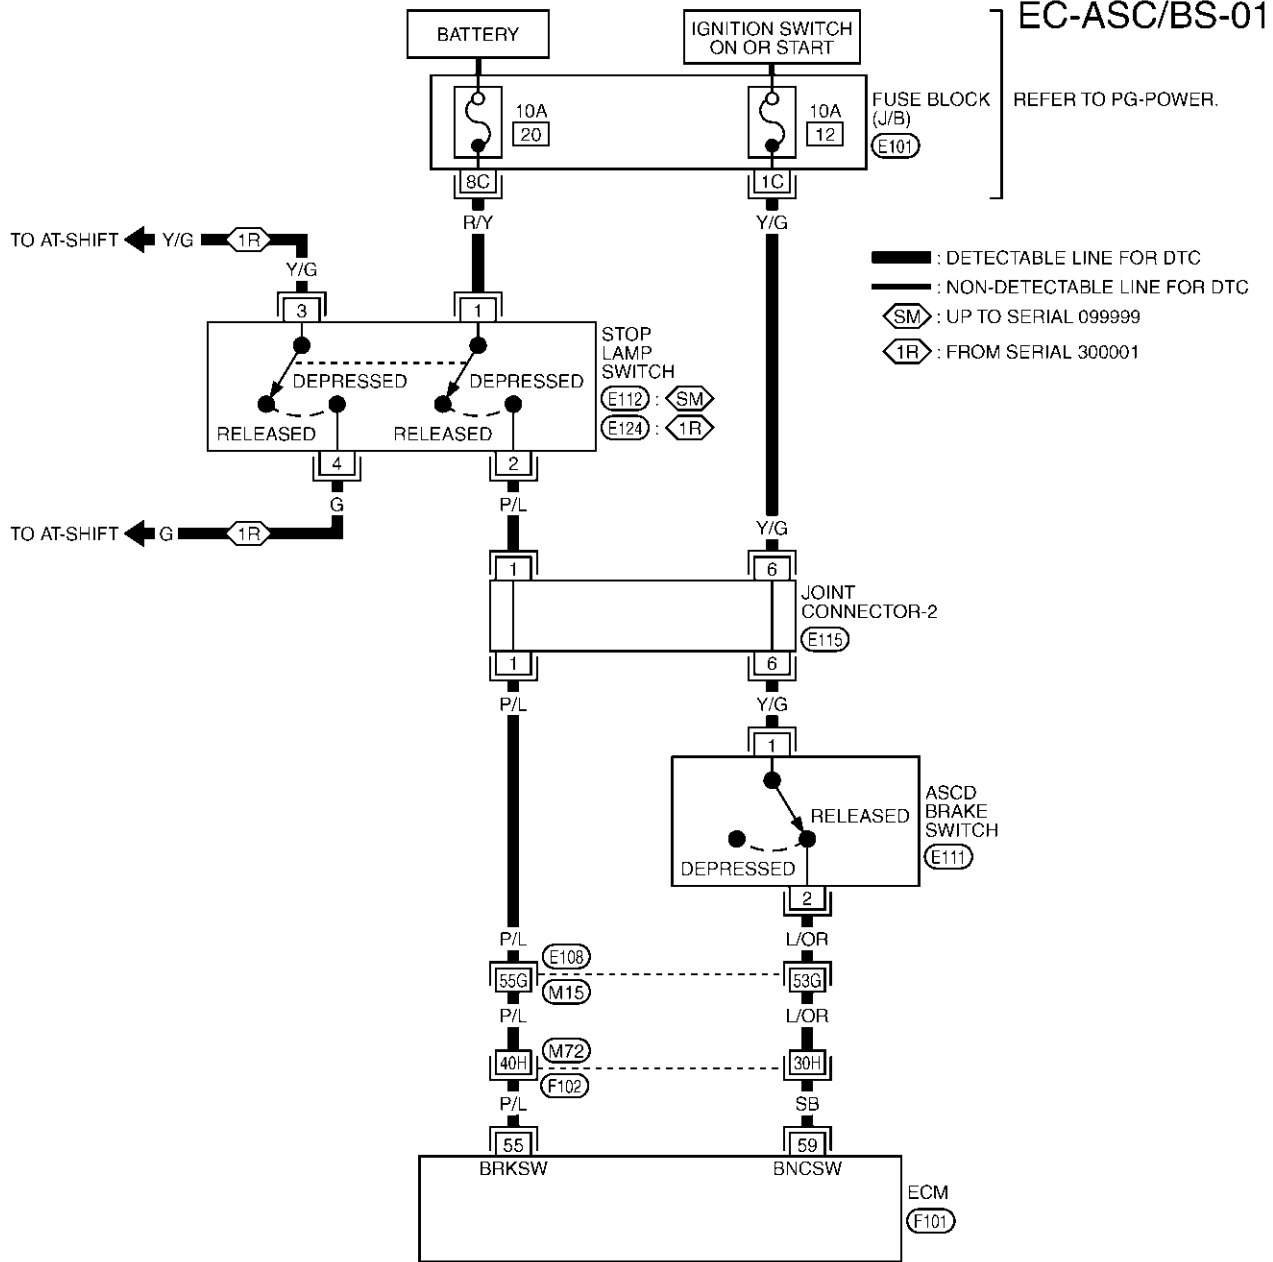 EC-ASC/BS-01
BATTERY
IGNITION SWITCH
ON OR START
10A
20
10A
12
FUSE BLOCK
(J/B)
E101
REFER TO PG-POWER.
8C
1C
R/Y
Y/G
TO AT-SHIFT
Y/G
1R
Y/G
: DETECTABLE LINE FOR DTC
: NON-DETECTABLE LINE FOR DTC
SM : UP TO SERIAL 099999
1R : FROM SERIAL 300001
3
1
STOP
LAMP
SWITCH
E112 : SM
E124 : 1R
DEPRESSED
DEPRESSED
RELEASED
RELEASED
4
2
G
P/L
TO AT-SHIFT
G
1R
Y/G
1
6
JOINT
CONNECTOR-2
E115
1
6
P/L
Y/G
1
RELEASED
DEPRESSED
ASCD
BRAKE
SWITCH
E111
2
P/L
L/OR
55G
E108
M15
53G
P/L
L/OR
40H
M72
F102
30H
P/L
SB
55
59
BRKSW
BNCSW
ECM
F101